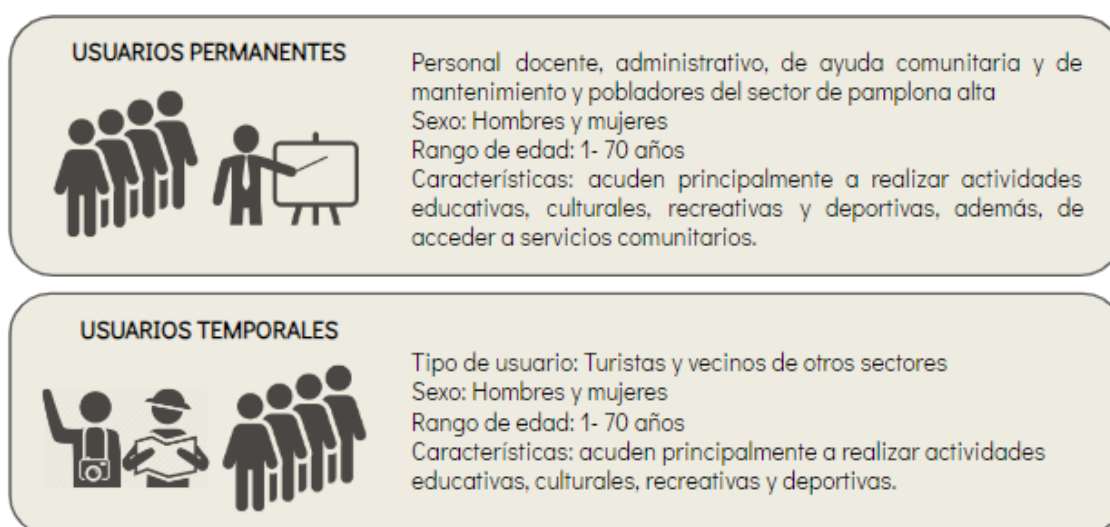 USUARIOS PERMANENTES
Personal docente, administrativo, de ayuda comunitaria y de
mantenimiento y pobladores del sector de pamplona alta
Sexo: Hombres y mujeres
Rango de edad: 1- 70 años
Características: acuden principalmente a realizar actividades
educativas, culturales, recreativas y deportivas, además, de
acceder a servicios comunitarios.
USUARIOS TEMPORALES
Tipo de usuario: Turistas y vecinos de otros sectores
Sexo: Hombres y mujeres
Rango de edad: 1- 70 años
Características: acuden principalmente a realizar actividades
educativas, culturales, recreativas y deportivas.